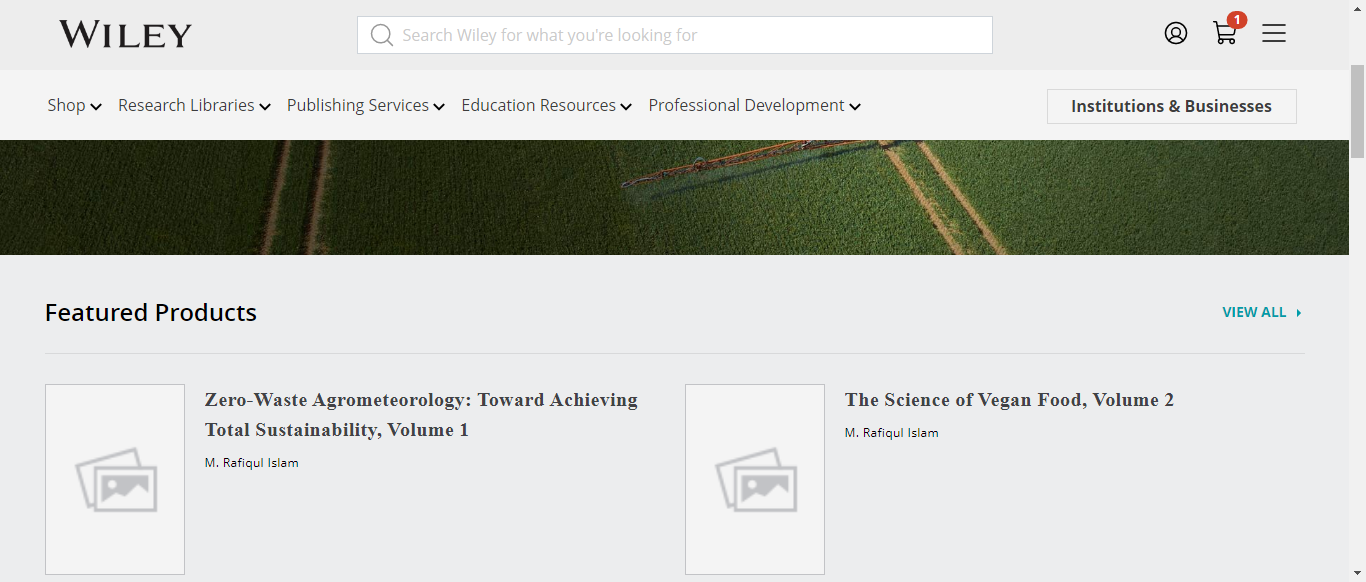 WILEY
Search Wiley for what you're looking for
1
Shop
Research Libraries
Publishing Services
Education Resources
Professional Development
Institutions & Businesses
Featured Products
VIEW ALL
Zero-Waste Agrometeorology: Toward Achieving
Total Sustainability, Volume 1
M. Rafiqul Islam
The Science of Vegan Food, Volume 2
M. Rafiqul Islam